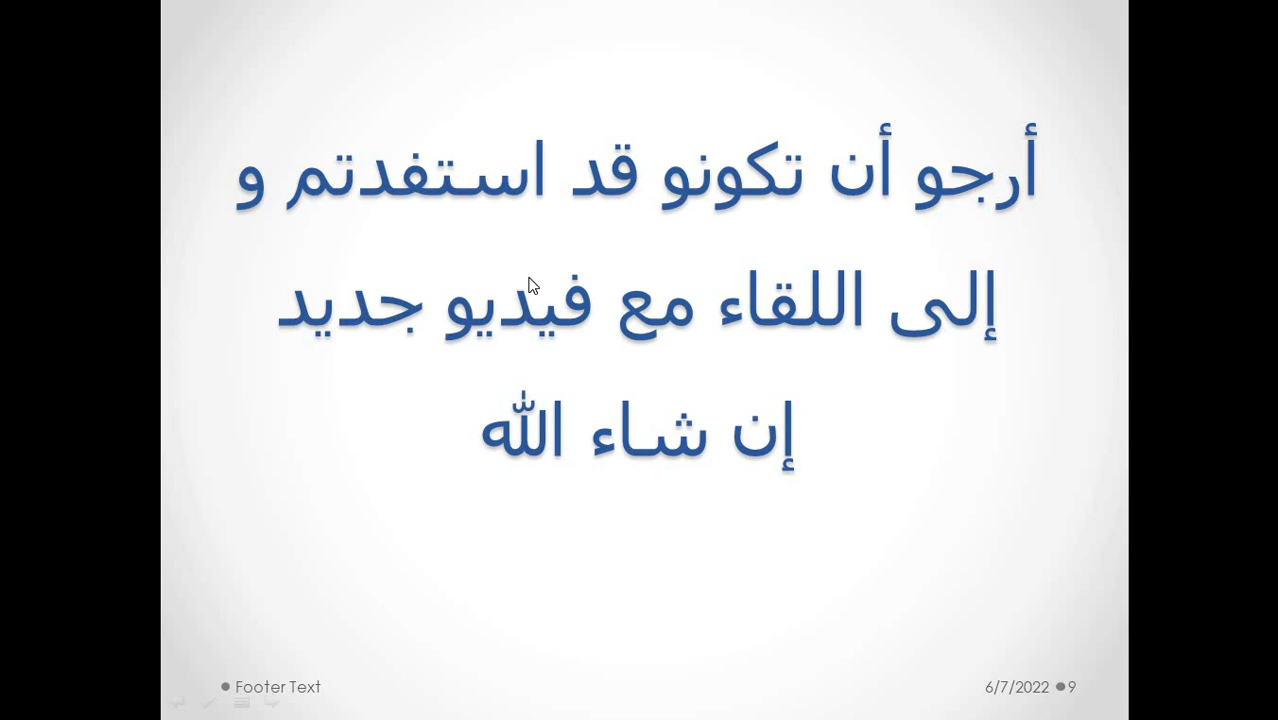 أرجو أن تكونو قد استفدتم و
إلى اللقاء مع فيديو جديد
إن شاء الله
Footer Text
6/7/2022 9